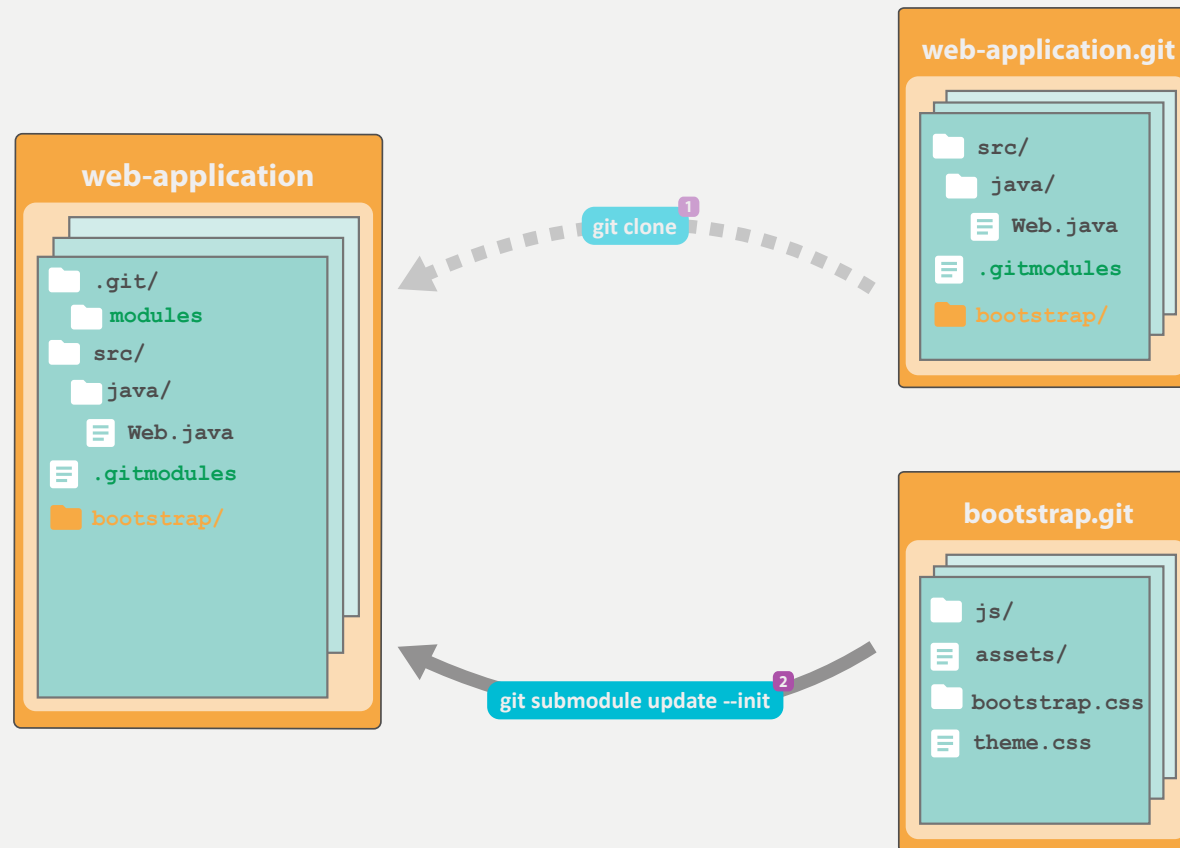 web-application
.git/
modules
src/
java/
Web.java
.gitmodules
bootstrap/
git clone
1
git submodule update --init
2
web-application.git
src/
java/
Web.java
.gitmodules
bootstrap/
bootstrap.git
js/
assets/
bootstrap.css
theme.css